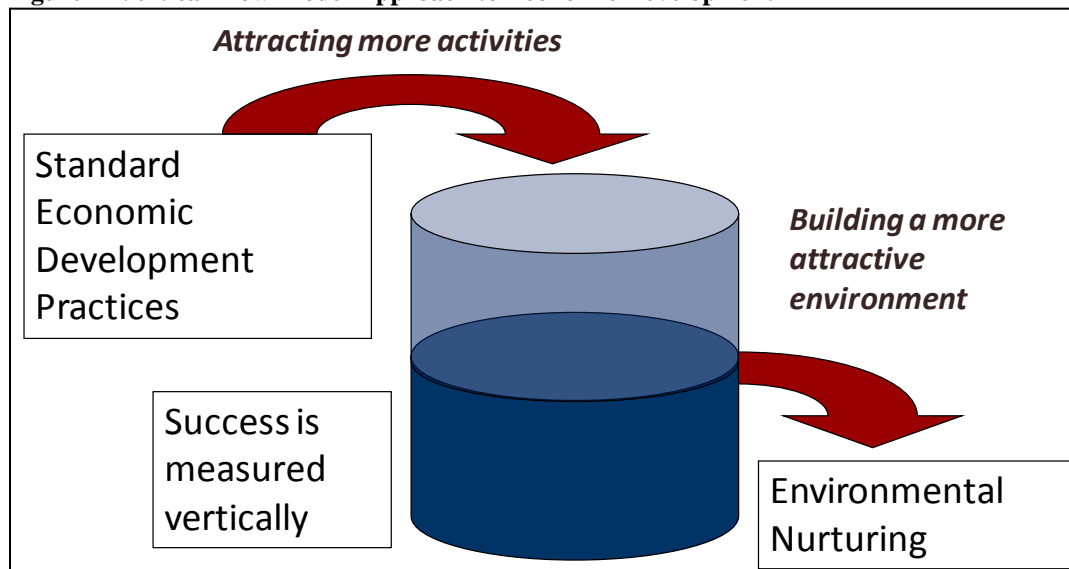 Attracting more activities
Standard
Economic
Development
Practices
Building a more
attractive
environment
Success is
measured
vertically
Environmental
Nurturing